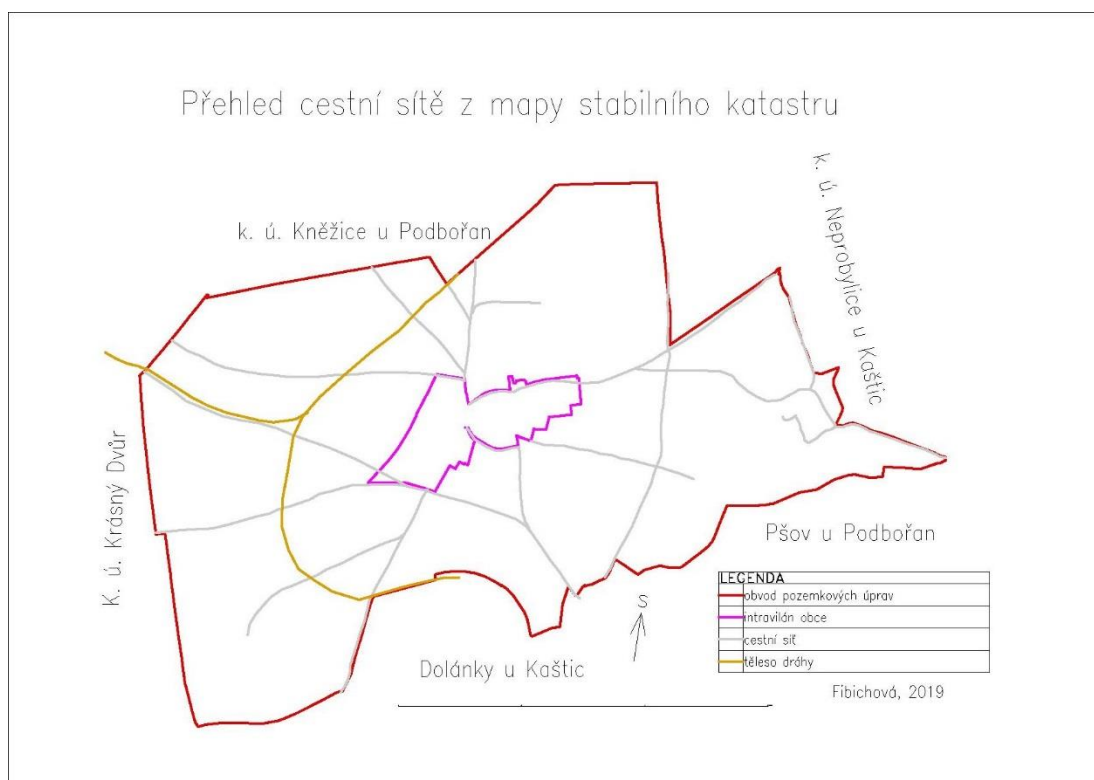 Přehled cestní sítě z mapy stabilního katastru
k. ú. Neprobylice u Kaštic
k. ú. Kněžice u Podbořan
K. ú. Krásný Dvůr
Pšov u Podbořan
LEGENDA
obvod pozemkových úprav
intravilán obce
cestní síť
těleso dráhy
S
Dolánky u Kaštic
Fibichová, 2019